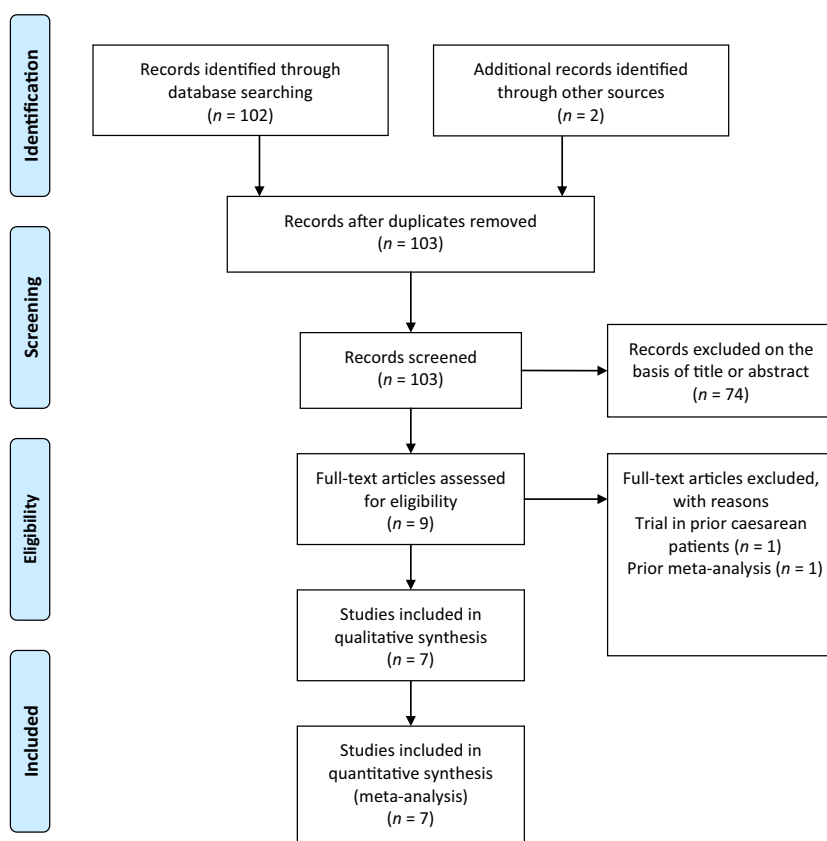 Identification
Records identified through
database searching
(n = 102)
Additional records identified
through other sources
(n = 2)
Records after duplicates removed
(n = 103)
Screening
Records screened
(n = 103)
Records excluded on the
basis of title or abstract
(n = 74)
Eligibility
Full-text articles assessed
for eligibility
(n = 9)
Full-text articles excluded,
with reasons
Trial in prior caesarean
patients (n = 1)
Prior meta-analysis (n = 1)
Studies included in
qualitative synthesis
(n = 7)
Included
Studies included in
quantitative synthesis
(meta-analysis)
(n = 7)